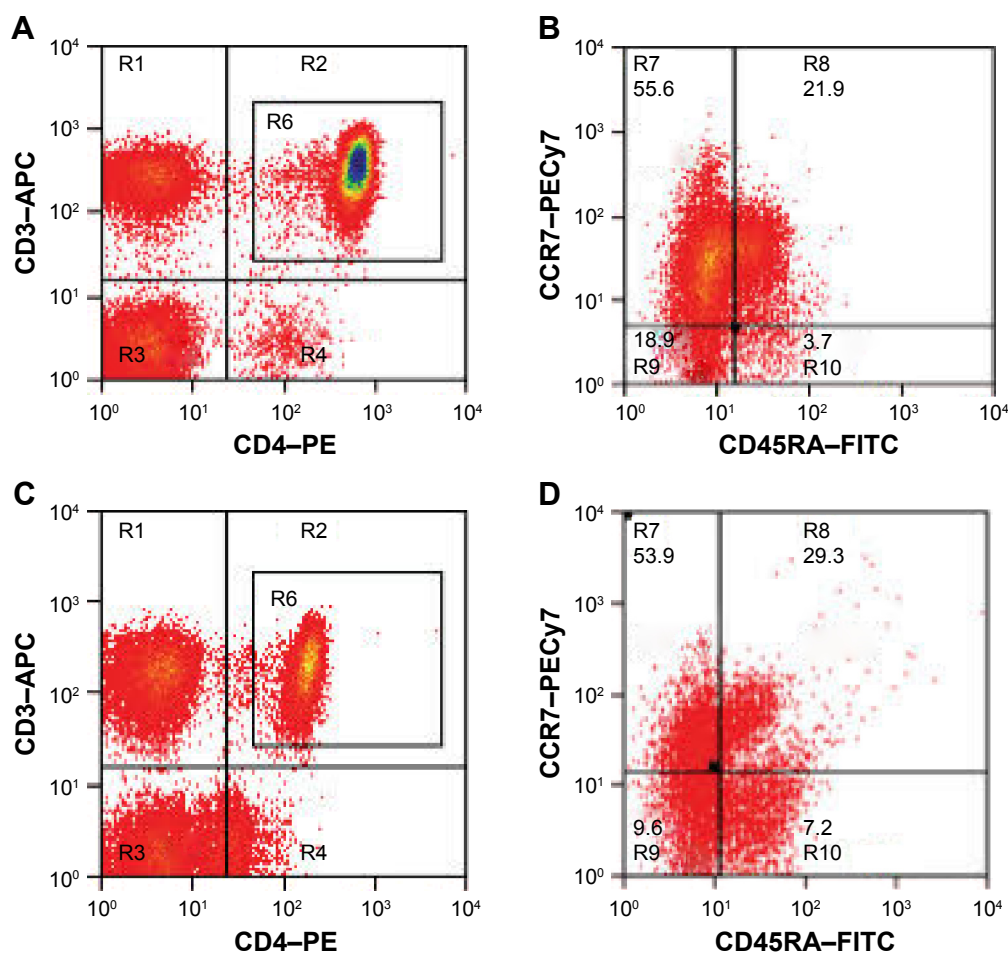 A
CD3–APC
10⁴
10³
10²
10¹
10⁰
R1
R2
R6
R3
R4
10⁰ 10¹ 10² 10³ 10⁴
CD4–PE
B
CCR7–PECy7
10⁴
10³
10²
10¹
10⁰
R7
55.6
R8
21.9
18.9
R9
3.7
R10
10⁰ 10¹ 10² 10³ 10⁴
CD45RA–FITC
C
CD3–APC
10⁴
10³
10²
10¹
10⁰
R1
R2
R6
R3
R4
10⁰ 10¹ 10² 10³ 10⁴
CD4–PE
D
CCR7–PECy7
10⁴
10³
10²
10¹
10⁰
R7
53.9
R8
29.3
9.6
R9
7.2
R10
10⁰ 10¹ 10² 10³ 10⁴
CD45RA–FITC